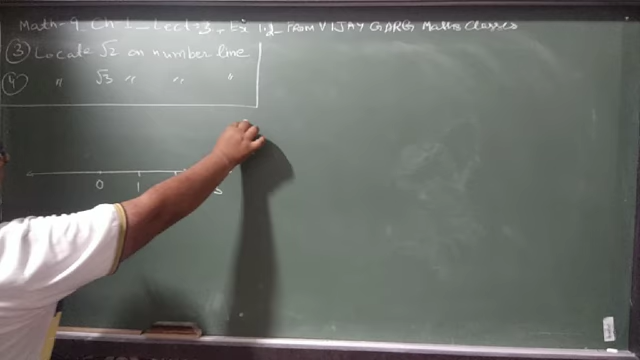 Math-9 Ch-1 Lect-3, Ex 1.2 From VIJAY GARG Maths Classes
③ Locate √2 on number line
④ " √3 " " "
0 1